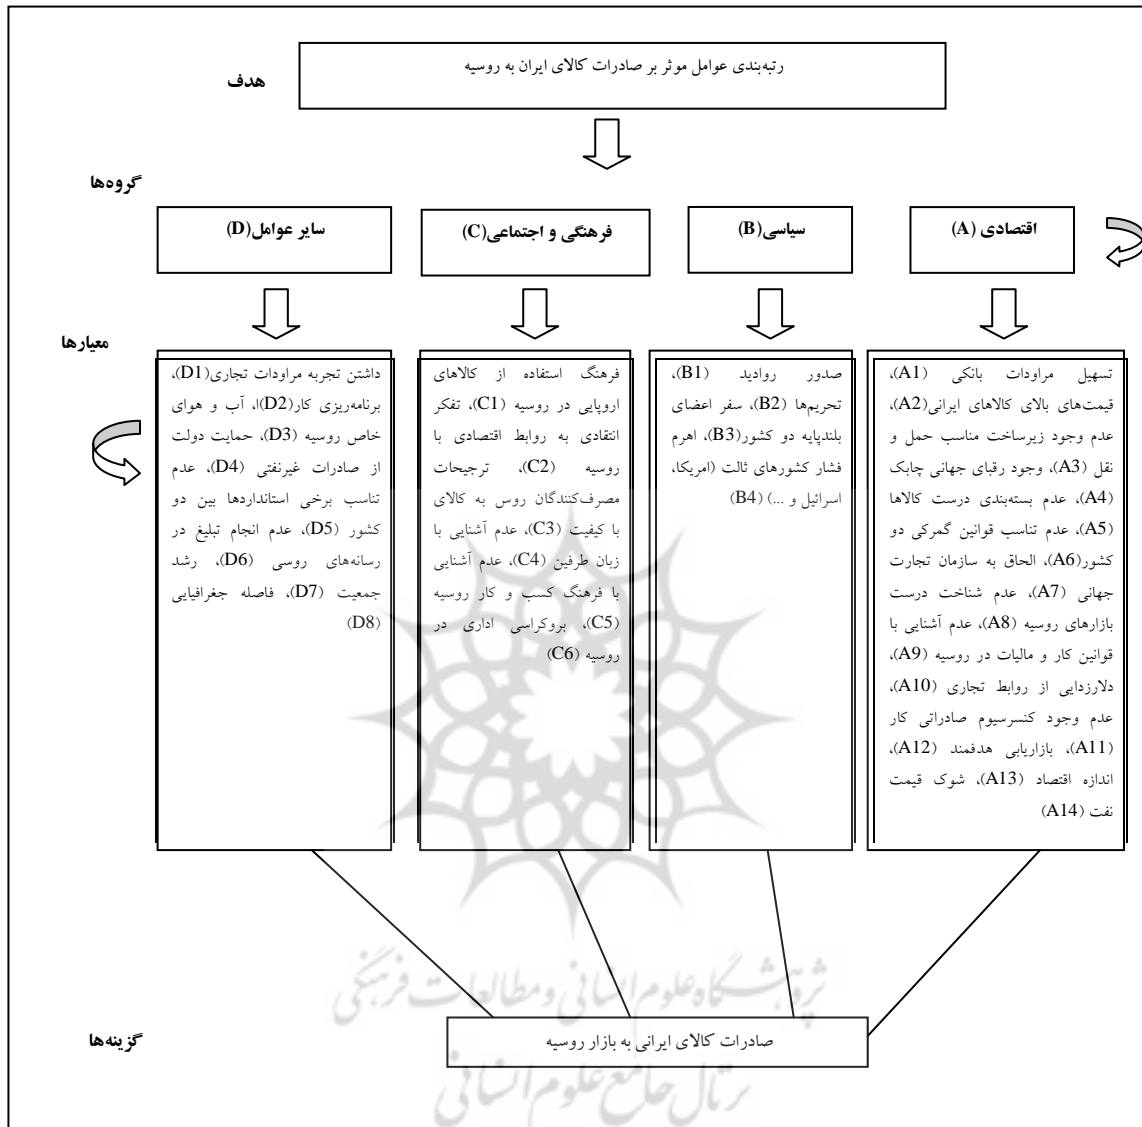 رتبه‌بندی عوامل موثر بر صادرات کالای ایران به روسیه
هدف
گروه‌ها
اقتصادی (A)
سیاسی (B)
فرهنگی و اجتماعی (C)
سایر عوامل (D)
معیارها
تسهیل مراودات بانکی (A1)،
قیمت‌های بالای کالاهای ایرانی (A2)،
عدم وجود زیرساخت مناسب حمل و
نقل (A3)، وجود رقبای جهانی چابک
(A4)، عدم بسته‌بندی درست کالاها
(A5)، عدم تناسب قوانین گمرکی دو
کشور (A6)، الحاق به سازمان تجارت
جهانی (A7)، عدم شناخت درست
بازارهای روسیه (A8)، عدم آشنایی با
قوانین کار و مالیات در روسیه (A9)،
دلارزدایی از روابط تجاری (A10)،
عدم وجود کنسرسیوم صادراتی کار
(A11)، بازاریابی هدفمند (A12)،
اندازه اقتصاد (A13)، شوک قیمت
نفت (A14)
صدور روادید (B1)،
تحریم‌ها (B2)، سفر اعضای
بلندپایه دو کشور (B3)، اهرم
فشار کشورهای ثالث (امریکا،
اسرائیل و ...) (B4)
فرهنگ استفاده از کالاهای
اروپایی در روسیه (C1)، تفکر
انتقادی به روابط اقتصادی با
روسیه (C2)، ترجیحات
مصرف‌کنندگان روس به کالای
با کیفیت (C3)، عدم آشنایی با
زبان طرفین (C4)، عدم آشنایی
با فرهنگ کسب و کار روسیه
(C5)، بروکراسی اداری در
روسیه (C6)
داشتن تجربه مراودات تجاری (D1)،
برنامه‌ریزی کار (D2)ا، آب و هوای
خاص روسیه (D3)، حمایت دولت
از صادرات غیرنفتی (D4)، عدم
تناسب برخی استانداردها بین دو
کشور (D5)، عدم انجام تبلیغ در
رسانه‌های روسی (D6)، رشد
جمعیت (D7)، فاصله جغرافیایی
(D8)
گزینه‌ها
صادرات کالای ایرانی به بازار روسیه
پژوهشگاه علوم انسانی و مطالعات فرهنگی
پرتال جامع علوم انسانی